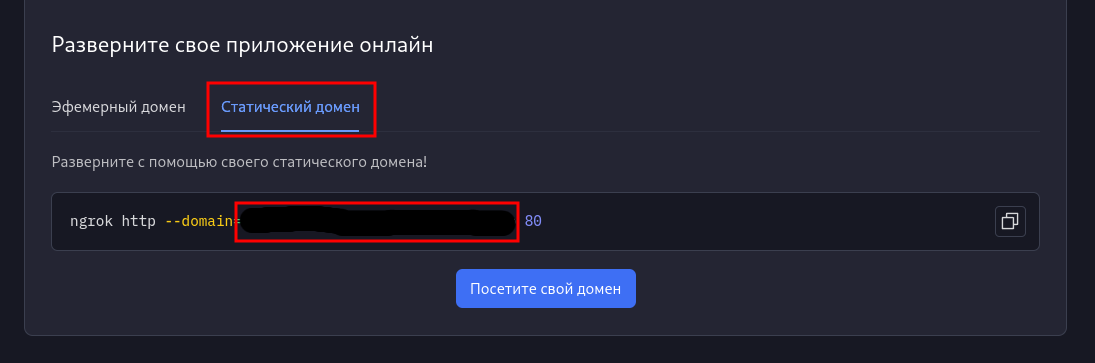 Разверните свое приложение онлайн
Эфемерный домен Статический домен
Разверните с помощью своего статического домена!
ngrok http --domain= 80
Посетите свой домен